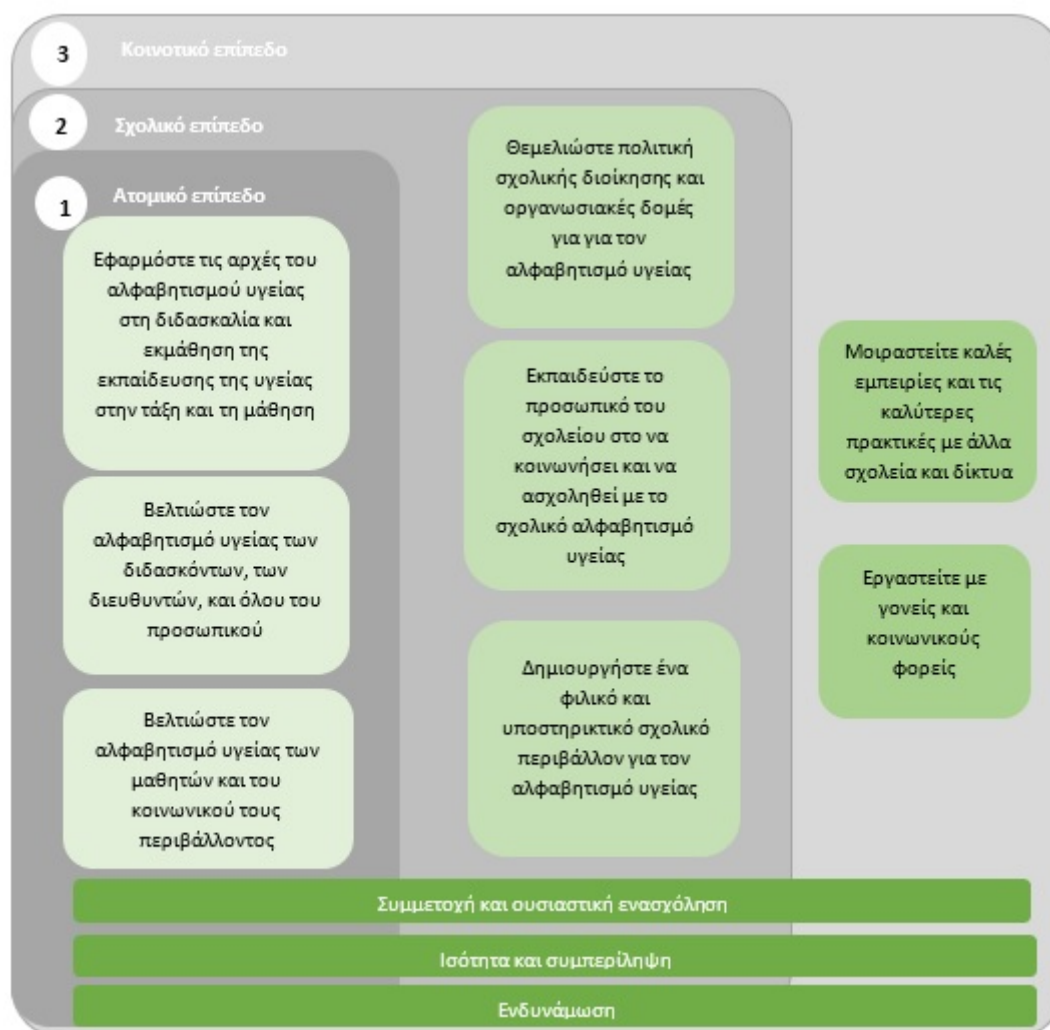 3 Κοινοτικό επίπεδο
2 Σχολικό επίπεδο
1 Ατομικό επίπεδο
Εφαρμόστε τις αρχές του
αλφαβητισμού υγείας
στη διδασκαλία και
εκμάθηση της
εκπαίδευσης της υγείας
στην τάξη και τη μάθηση
Βελτιώστε τον
αλφαβητισμό υγείας των
διδασκόντων, των
διευθυντών, και όλου του
προσωπικού
Βελτιώστε τον
αλφαβητισμό υγείας των
μαθητών και του
κοινωνικού τους
περιβάλλοντος
Θεμελιώστε πολιτική
σχολικής διοίκησης και
οργανωσιακές δομές
για για τον
αλφαβητισμό υγείας
Εκπαιδεύστε το
προσωπικό του
σχολείου στο να
κοινωνήσει και να
ασχοληθεί με το
σχολικό αλφαβητισμό
υγείας
Δημιουργήστε ένα
φιλικό και
υποστηρικτικό σχολικό
περιβάλλον για τον
αλφαβητισμό υγείας
Μοιραστείτε καλές
εμπειρίες και τις
καλύτερες
πρακτικές με άλλα
σχολεία και δίκτυα
Εργαστείτε με
γονείς και
κοινωνικούς
φορείς
Συμμετοχή και ουσιαστική ενασχόληση
Ισότητα και συμπερίληψη
Ενδυνάμωση